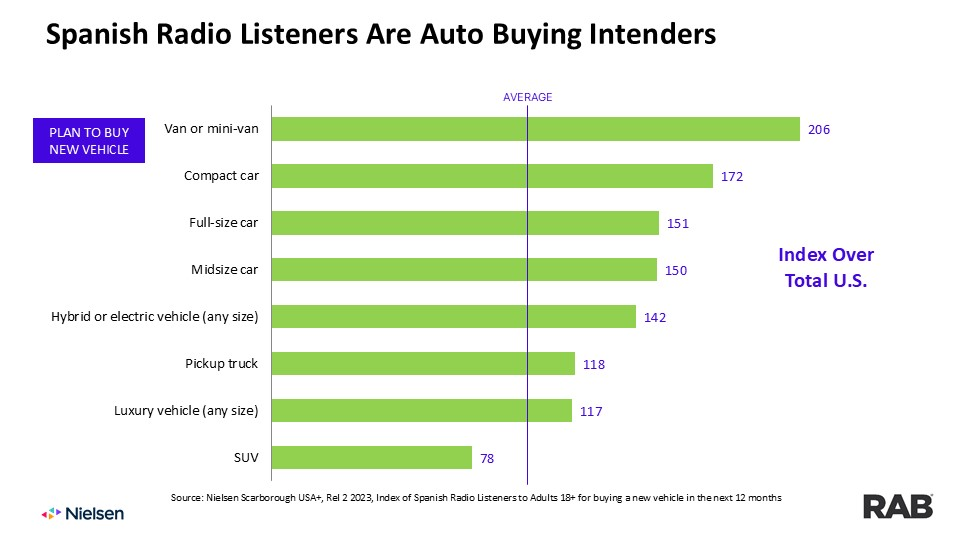 Spanish Radio Listeners Are Auto Buying Intenders
AVERAGE
PLAN TO BUY
NEW VEHICLE
Van or mini-van
206
Compact car
172
Full-size car
151
Midsize car
150
Index Over
Total U.S.
Hybrid or electric vehicle (any size)
142
Pickup truck
118
Luxury vehicle (any size)
117
SUV
78
Source: Nielsen Scarborough USA+, Rel 2 2023, Index of Spanish Radio Listeners to Adults 18+ for buying a new vehicle in the next 12 months
Nielsen
RAB